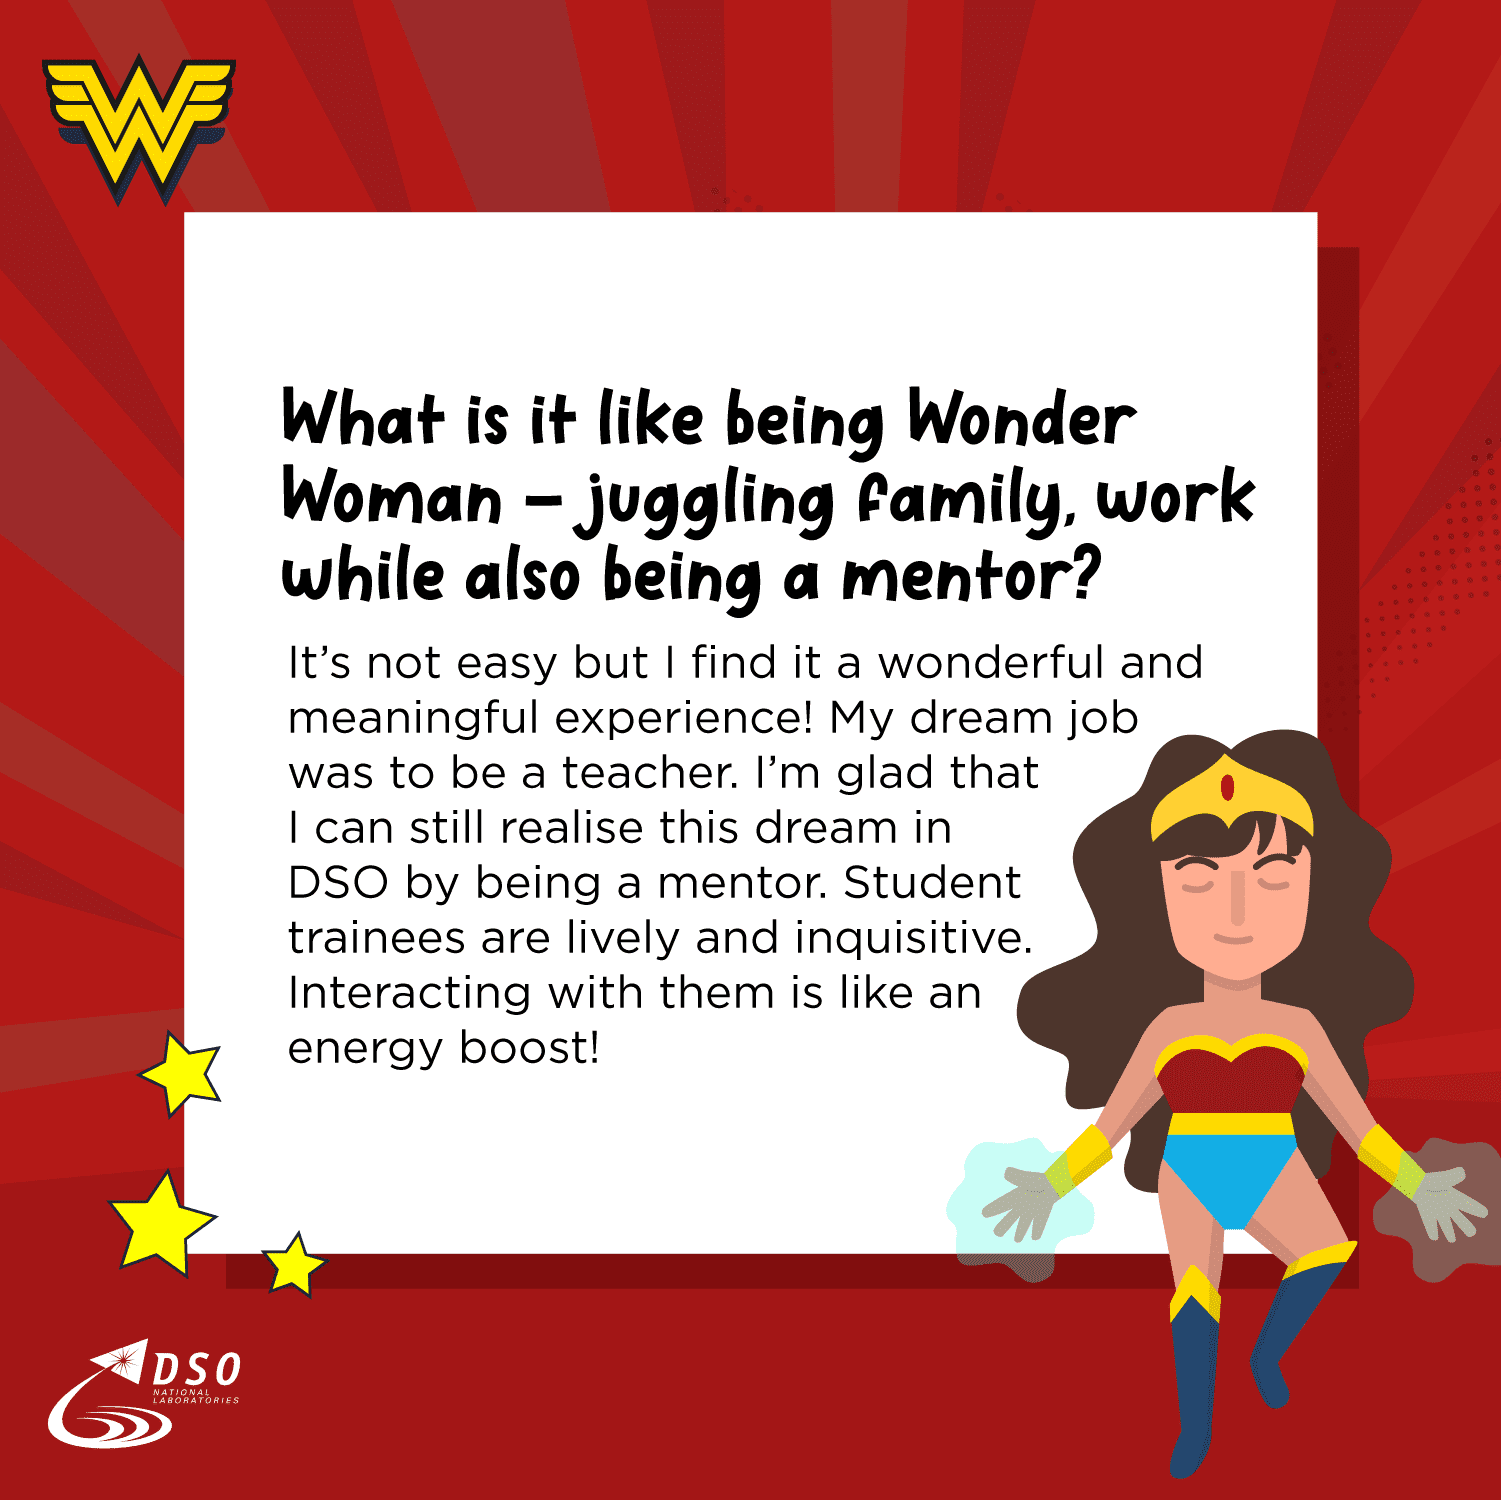 What is it like being Wonder
Woman – juggling family, work
while also being a mentor?
It’s not easy but I find it a wonderful and
meaningful experience! My dream job
was to be a teacher. I’m glad that
I can still realise this dream in
DSO by being a mentor. Student
trainees are lively and inquisitive.
Interacting with them is like an
energy boost!
DSO
NATIONAL
LABORATORIES